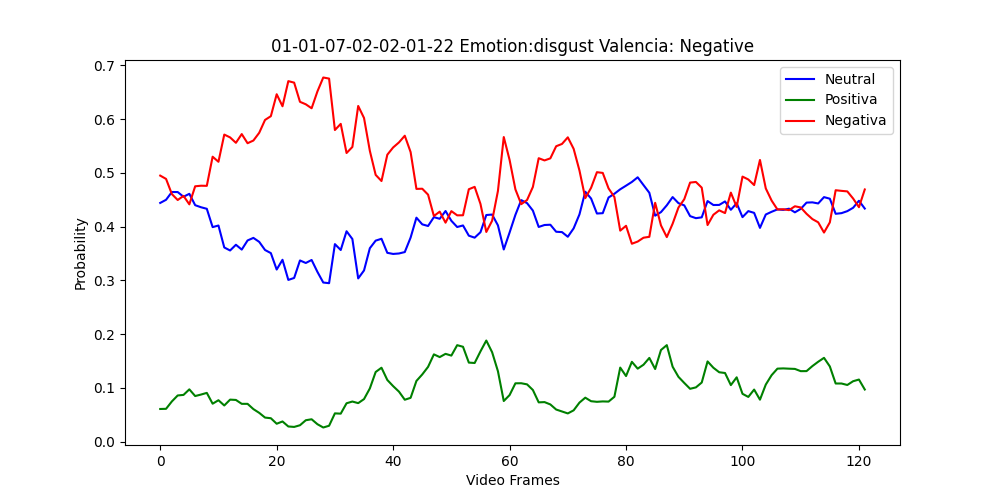 01-01-07-02-02-01-22 Emotion:disgust Valencia: Negative
Neutral
Positiva
Negativa
Probability
0.7
0.6
0.5
0.4
0.3
0.2
0.1
0.0
0 20 40 60 80 100 120
Video Frames